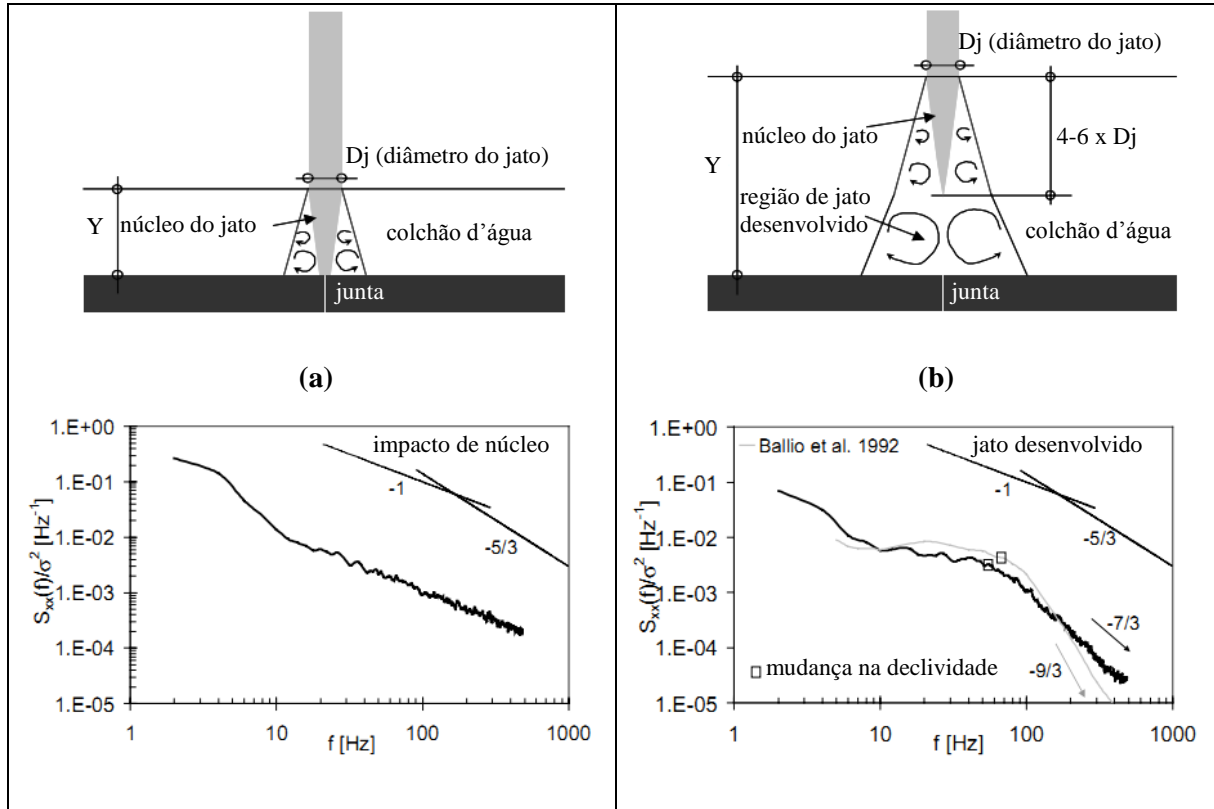 Dj (diâmetro do jato)
Y
núcleo do jato
colchão d'água
junta
(a)
1.E+00
1.E-01
1.E-02
1.E-03
1.E-04
1.E-05
Sxx(f)/σ² [Hz⁻¹]
impacto de núcleo
-1
-5/3
1
10
100
1000
f [Hz]
Dj (diâmetro do jato)
núcleo do jato
4-6 x Dj
Y
região de jato
desenvolvido
colchão d'água
junta
(b)
1.E+00
1.E-01
1.E-02
1.E-03
1.E-04
1.E-05
Sxx(f)/σ² [Hz⁻¹]
Ballio et al. 1992
jato desenvolvido
-1
-5/3
-7/3
-9/3
mudança na declividade
1
10
100
1000
f [Hz]